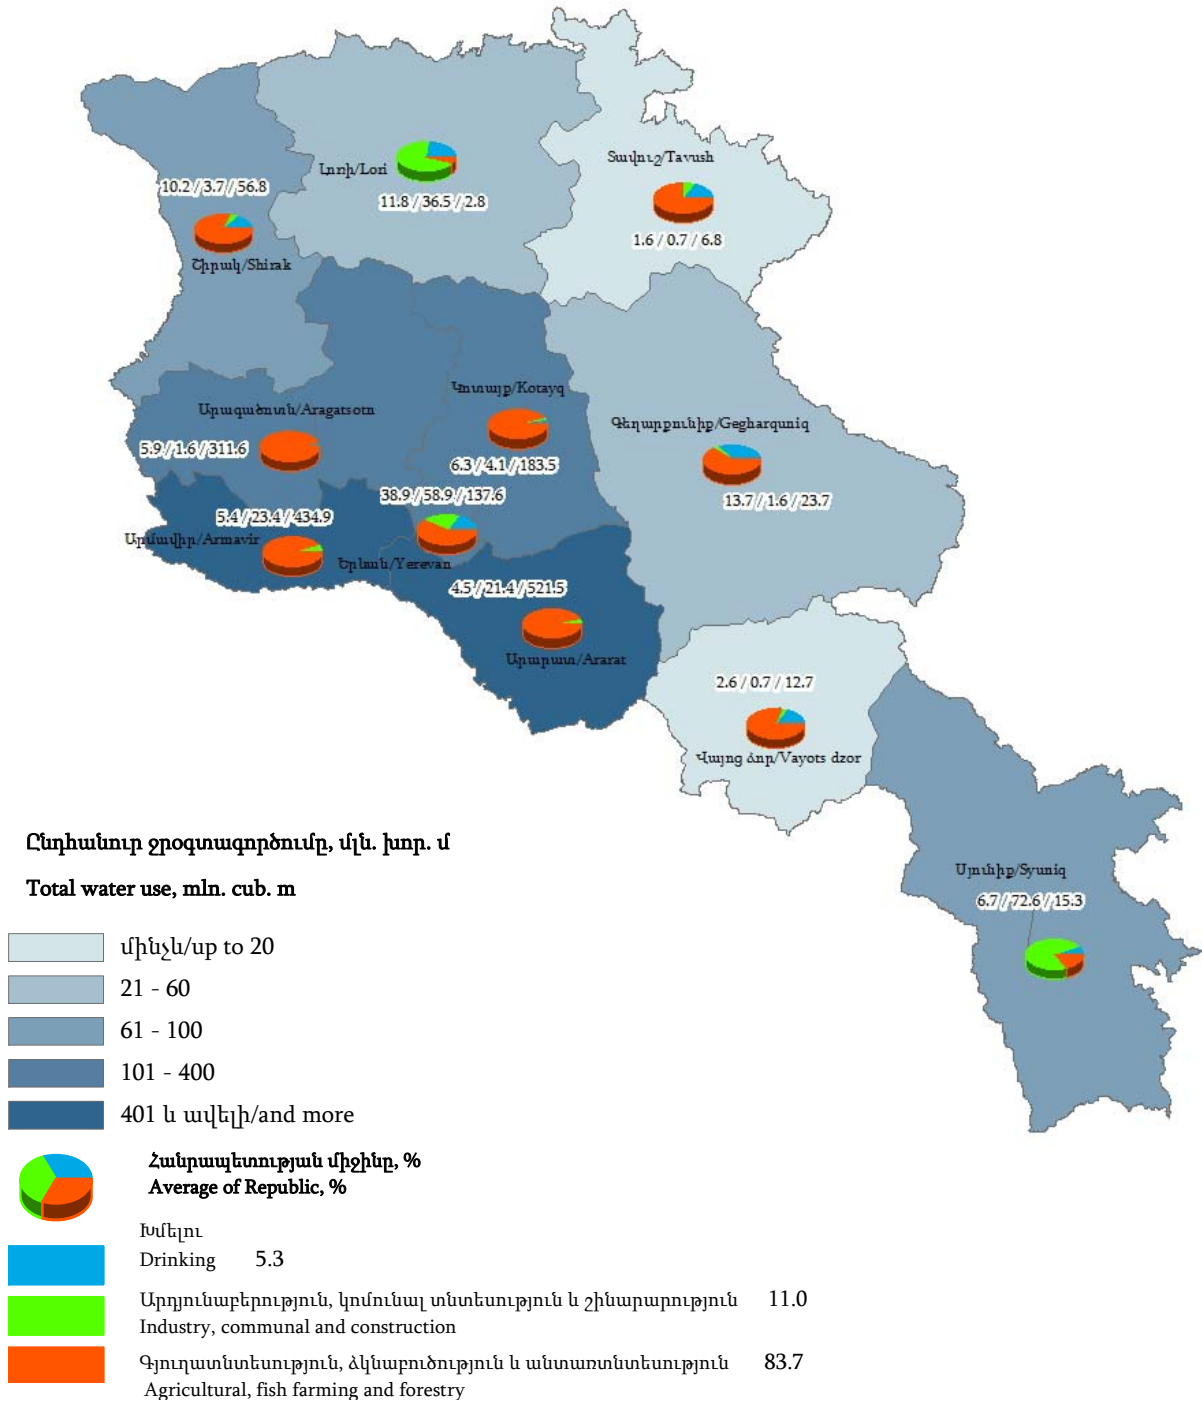 Տավուշ/Tavush
1.6 / 0.7 / 6.8
Լոռի/Lori
11.8 / 36.5 / 2.8
10.2 / 3.7 / 56.8
Շիրակ/Shirak
Կոտայք/Kotayq
6.3 / 4.1 / 183.5
Արագածոտն/Aragatsotn
5.9 / 1.6 / 311.6
Գեղարքունիք/Gegharquniq
13.7 / 1.6 / 23.7
38.9 / 58.9 / 137.6
5.4 / 23.4 / 434.9
Արմավիր/Armavir
Երևան/Yerevan
4.5 / 21.4 / 521.5
Արարատ/Ararat
2.6 / 0.7 / 12.7
Վայոց ձոր/Vayots dzor
Սյունիք/Syuniq
6.7 / 72.6 / 15.3
Ընդհանուր ջրոգտագործումը, մլն. խոր. մ
Total water use, mln. cub. m
մինչև/up to 20
21 - 60
61 - 100
101 - 400
401 և ավելի/and more
Հանրապետության միջինը, %
Average of Republic, %
Խմելու
Drinking 5.3
Արդյունաբերություն, կոմունալ տնտեսություն և շինարարություն 11.0
Industry, communal and construction
Գյուղատնտեսություն, ձկնաբուծություն և անտառտնտեսություն 83.7
Agricultural, fish farming and forestry